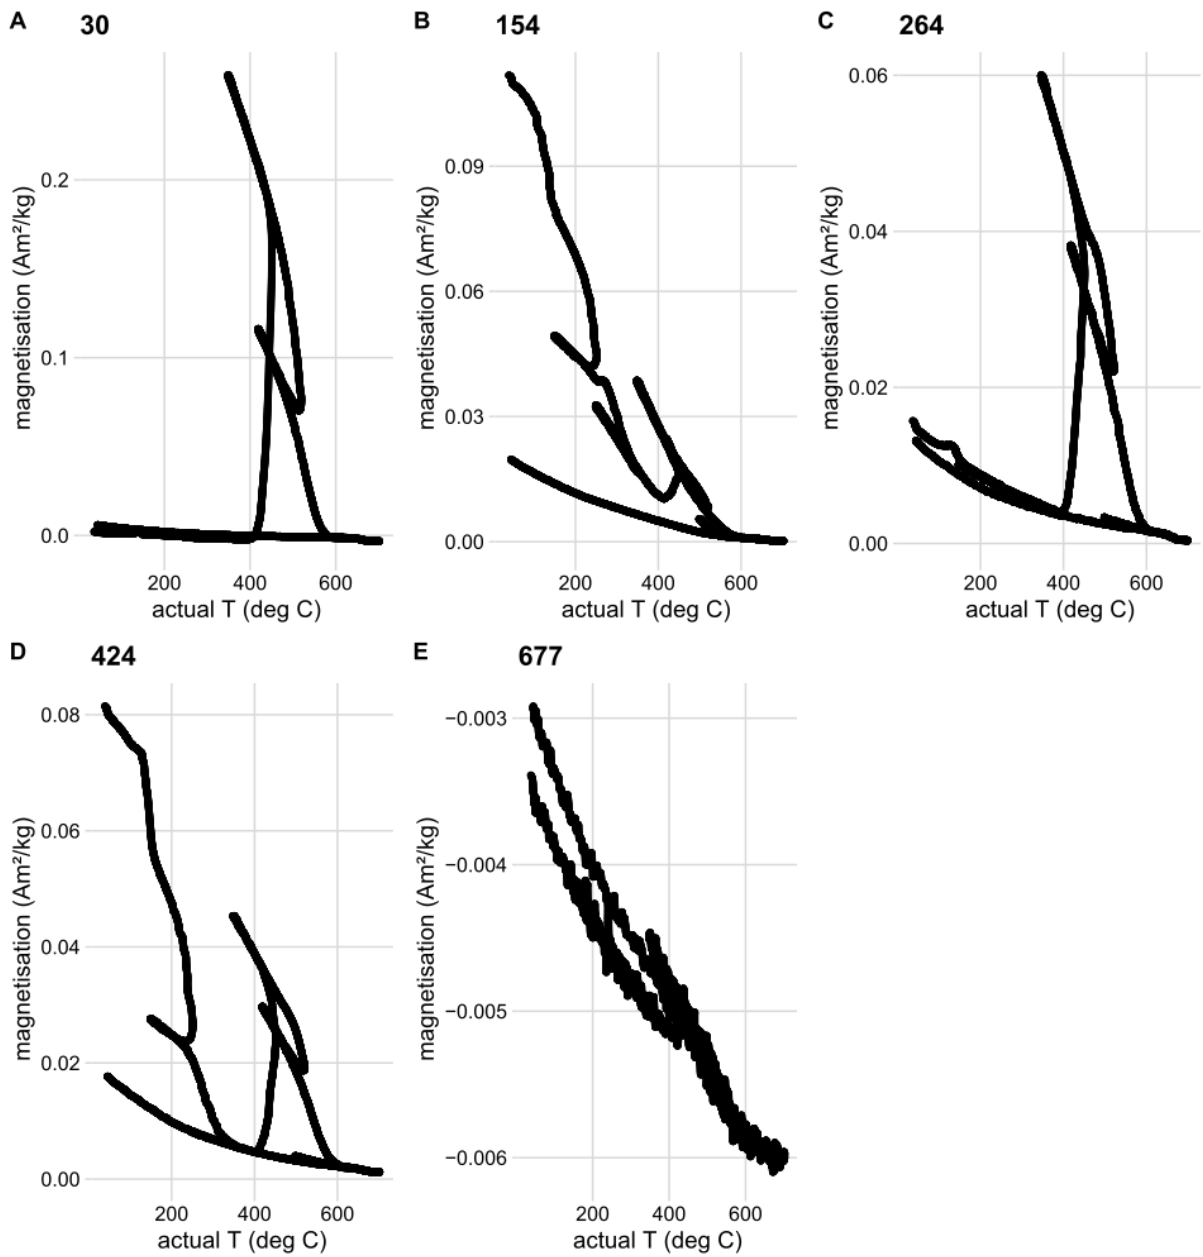 A 30
B 154
C 264
magnetisation (Am²/kg)
0.2
0.1
0.0
200 400 600
actual T (deg C)
magnetisation (Am²/kg)
0.09
0.06
0.03
0.00
200 400 600
actual T (deg C)
magnetisation (Am²/kg)
0.06
0.04
0.02
0.00
200 400 600
actual T (deg C)
D 424
E 677
magnetisation (Am²/kg)
0.08
0.06
0.04
0.02
0.00
200 400 600
actual T (deg C)
magnetisation (Am²/kg)
−0.003
−0.004
−0.005
−0.006
200 400 600
actual T (deg C)